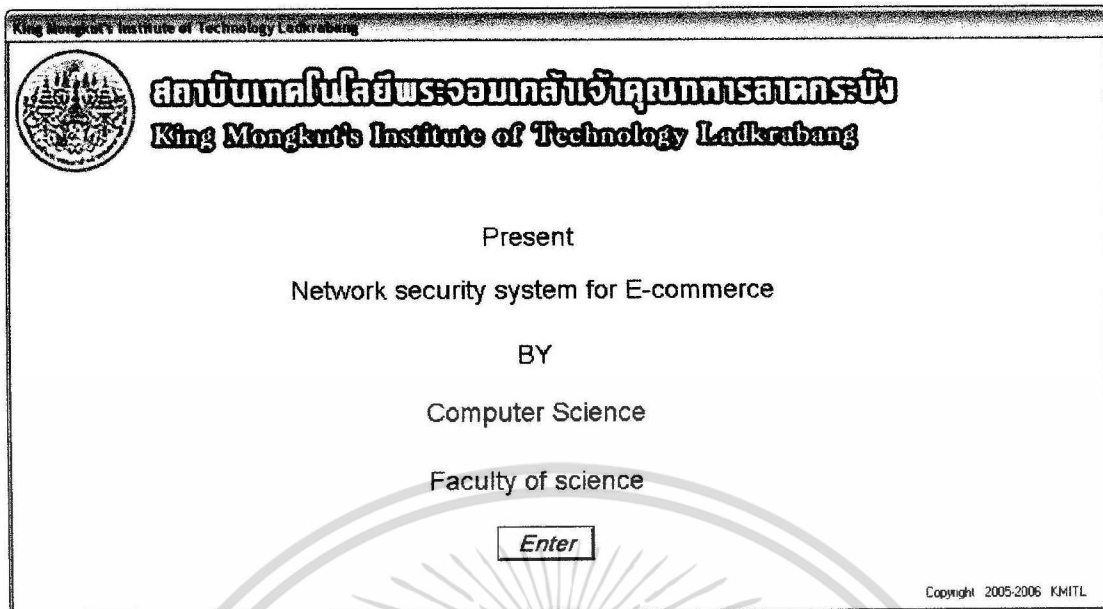 King Mongkut's Institute of Technology Ladkrabang
สถาบันเทคโนโลยีพระจอมเกล้าเจ้าคุณทหารลาดกระบัง
King Mongkut's Institute of Technology Ladkrabang
Present
Network security system for E-commerce
BY
Computer Science
Faculty of science
Enter
Copyright 2005-2006 KMITL